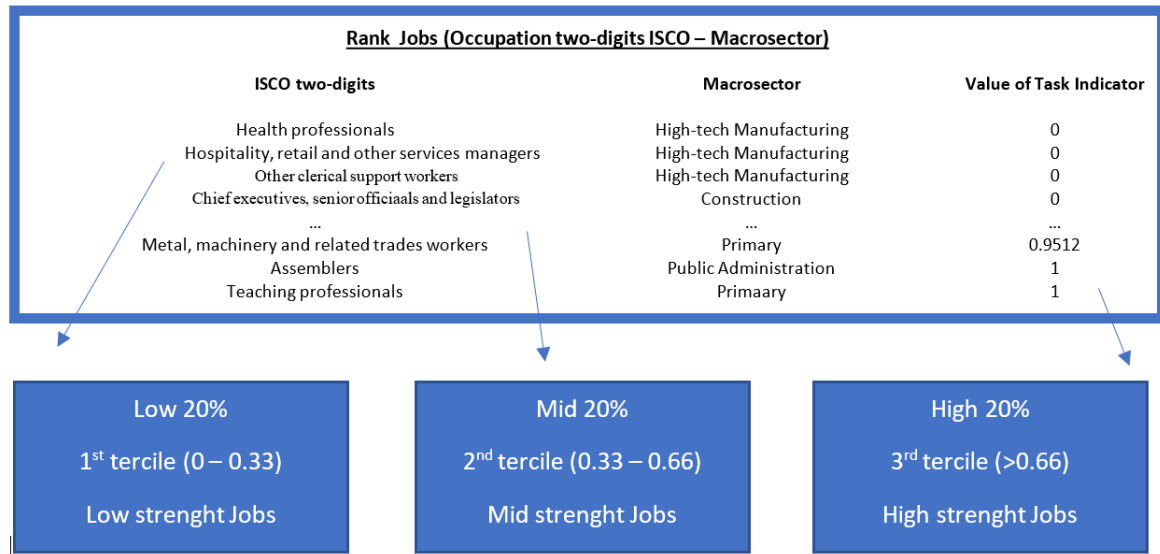 Rank Jobs (Occupation two-digits ISCO – Macrosector)
ISCO two-digits Macrosector Value of Task Indicator
Health professionals High-tech Manufacturing 0
Hospitality, retail and other services managers High-tech Manufacturing 0
Other clerical support workers High-tech Manufacturing 0
Chief executives, senior officiaals and legislators Construction 0
... ... ...
Metal, machinery and related trades workers Primary 0.9512
Assemblers Public Administration 1
Teaching professionals Primaary 1
Low 20%
1st tercile (0 – 0.33)
Low strenght Jobs
Mid 20%
2nd tercile (0.33 – 0.66)
Mid strenght Jobs
High 20%
3rd tercile (>0.66)
High strenght Jobs